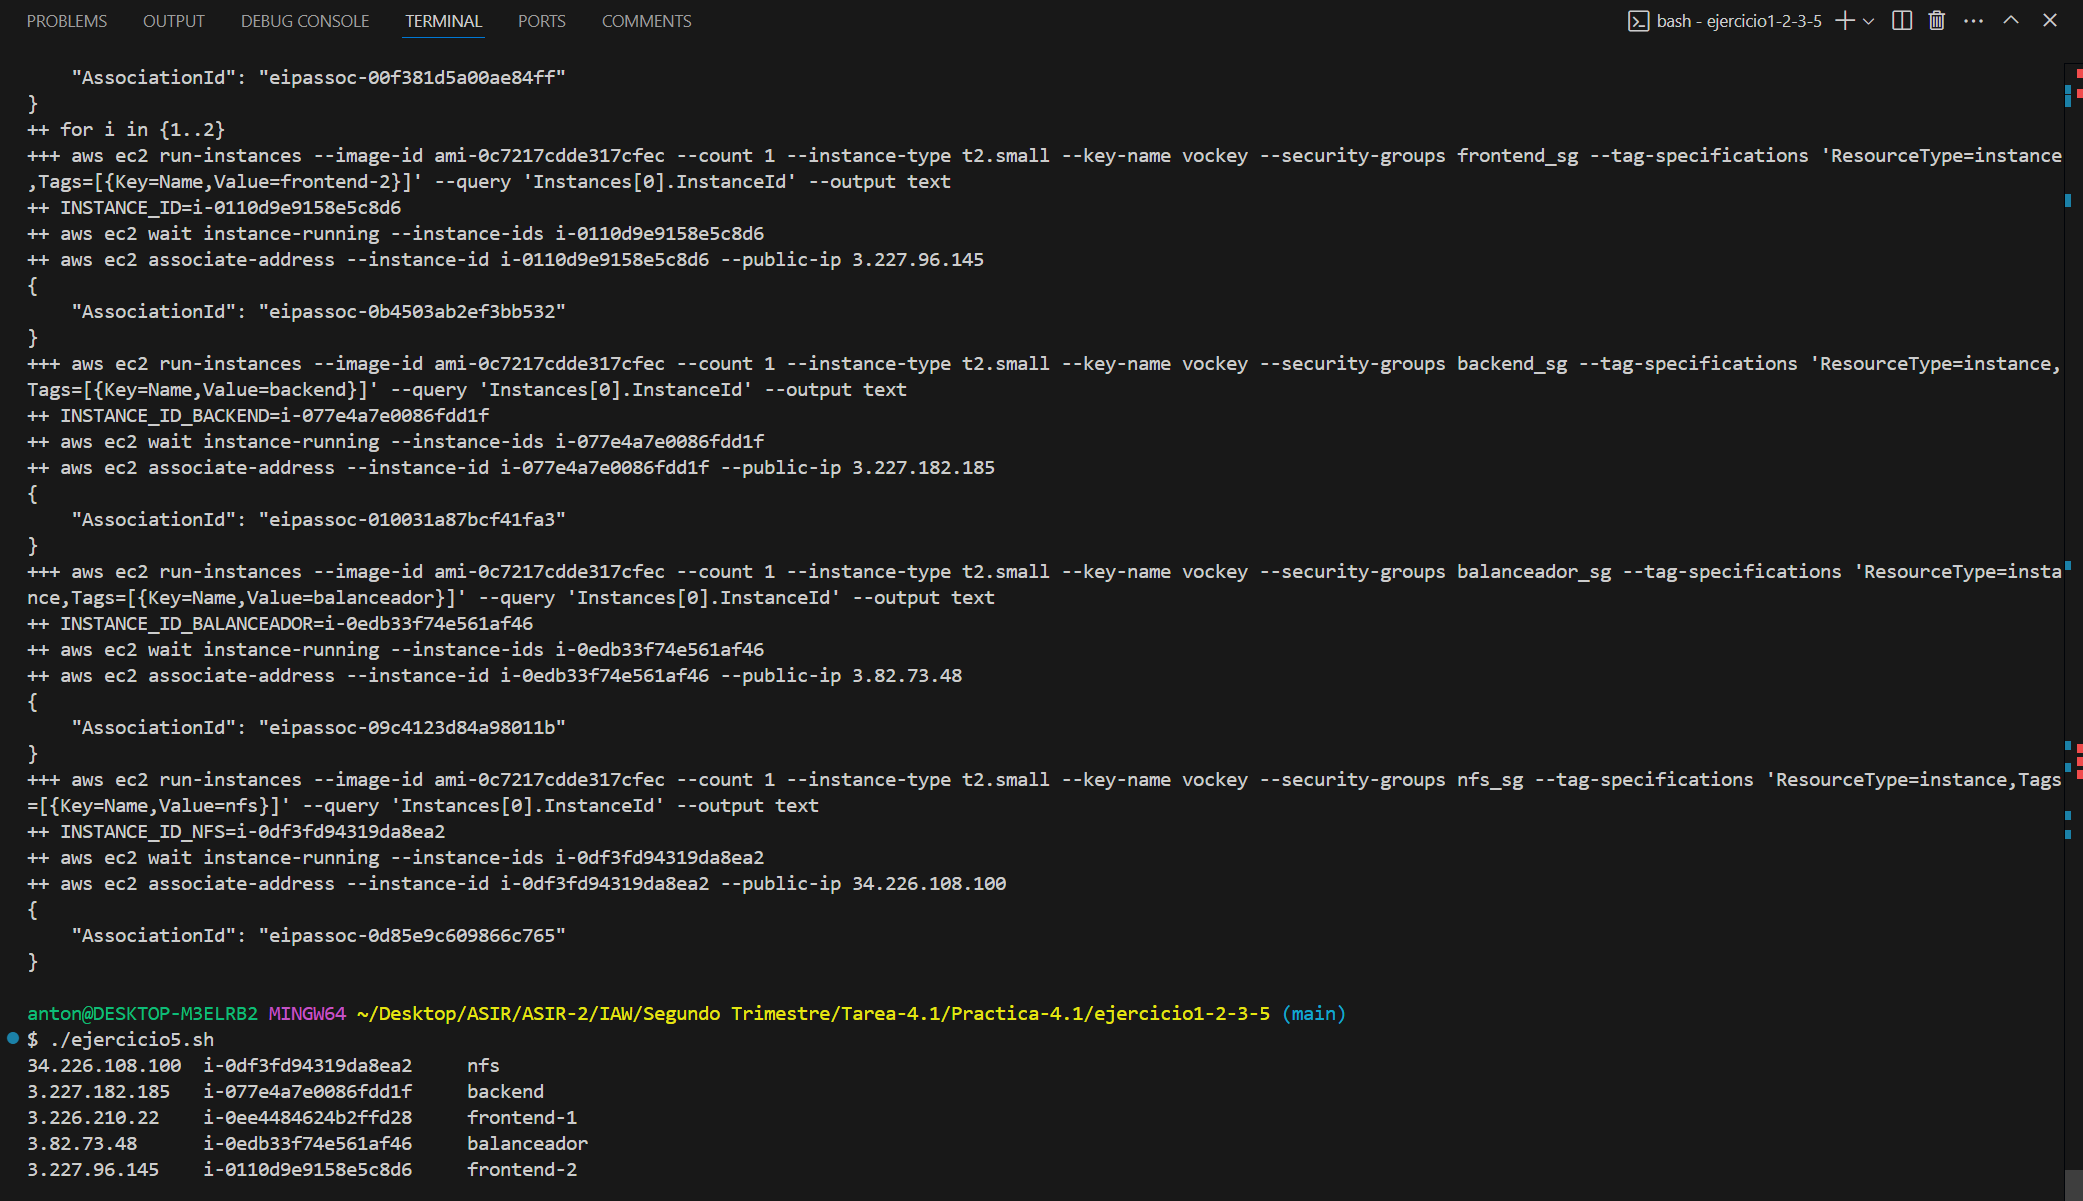 PROBLEMS OUTPUT DEBUG CONSOLE TERMINAL PORTS COMMENTS bash - ejercicio1-2-3-5
    "AssociationId": "eipassoc-00f381d5a00ae84ff"
}
++ for i in {1..2}
+++ aws ec2 run-instances --image-id ami-0c7217cdde317cfec --count 1 --instance-type t2.small --key-name vockey --security-groups frontend_sg --tag-specifications 'ResourceType=instance
,Tags=[{Key=Name,Value=frontend-2}]' --query 'Instances[0].InstanceId' --output text
++ INSTANCE_ID=i-0110d9e9158e5c8d6
++ aws ec2 wait instance-running --instance-ids i-0110d9e9158e5c8d6
++ aws ec2 associate-address --instance-id i-0110d9e9158e5c8d6 --public-ip 3.227.96.145
{
    "AssociationId": "eipassoc-0b4503ab2ef3bb532"
}
+++ aws ec2 run-instances --image-id ami-0c7217cdde317cfec --count 1 --instance-type t2.small --key-name vockey --security-groups backend_sg --tag-specifications 'ResourceType=instance,
Tags=[{Key=Name,Value=backend}]' --query 'Instances[0].InstanceId' --output text
++ INSTANCE_ID_BACKEND=i-077e4a7e0086fdd1f
++ aws ec2 wait instance-running --instance-ids i-077e4a7e0086fdd1f
++ aws ec2 associate-address --instance-id i-077e4a7e0086fdd1f --public-ip 3.227.182.185
{
    "AssociationId": "eipassoc-010031a87bcf41fa3"
}
+++ aws ec2 run-instances --image-id ami-0c7217cdde317cfec --count 1 --instance-type t2.small --key-name vockey --security-groups balanceador_sg --tag-specifications 'ResourceType=insta
nce,Tags=[{Key=Name,Value=balanceador}]' --query 'Instances[0].InstanceId' --output text
++ INSTANCE_ID_BALANCEADOR=i-0edb33f74e561af46
++ aws ec2 wait instance-running --instance-ids i-0edb33f74e561af46
++ aws ec2 associate-address --instance-id i-0edb33f74e561af46 --public-ip 3.82.73.48
{
    "AssociationId": "eipassoc-09c4123d84a98011b"
}
+++ aws ec2 run-instances --image-id ami-0c7217cdde317cfec --count 1 --instance-type t2.small --key-name vockey --security-groups nfs_sg --tag-specifications 'ResourceType=instance,Tags
=[{Key=Name,Value=nfs}]' --query 'Instances[0].InstanceId' --output text
++ INSTANCE_ID_NFS=i-0df3fd94319da8ea2
++ aws ec2 wait instance-running --instance-ids i-0df3fd94319da8ea2
++ aws ec2 associate-address --instance-id i-0df3fd94319da8ea2 --public-ip 34.226.108.100
{
    "AssociationId": "eipassoc-0d85e9c609866c765"
}
anton@DESKTOP-M3ELRB2 MINGW64 ~/Desktop/ASIR/ASIR-2/IAW/Segundo Trimestre/Tarea-4.1/Practica-4.1/ejercicio1-2-3-5 (main)
$ ./ejercicio5.sh
34.226.108.100  i-0df3fd94319da8ea2     nfs
3.227.182.185   i-077e4a7e0086fdd1f     backend
3.226.210.22    i-0ee4484624b2ffd28     frontend-1
3.82.73.48      i-0edb33f74e561af46     balanceador
3.227.96.145    i-0110d9e9158e5c8d6     frontend-2